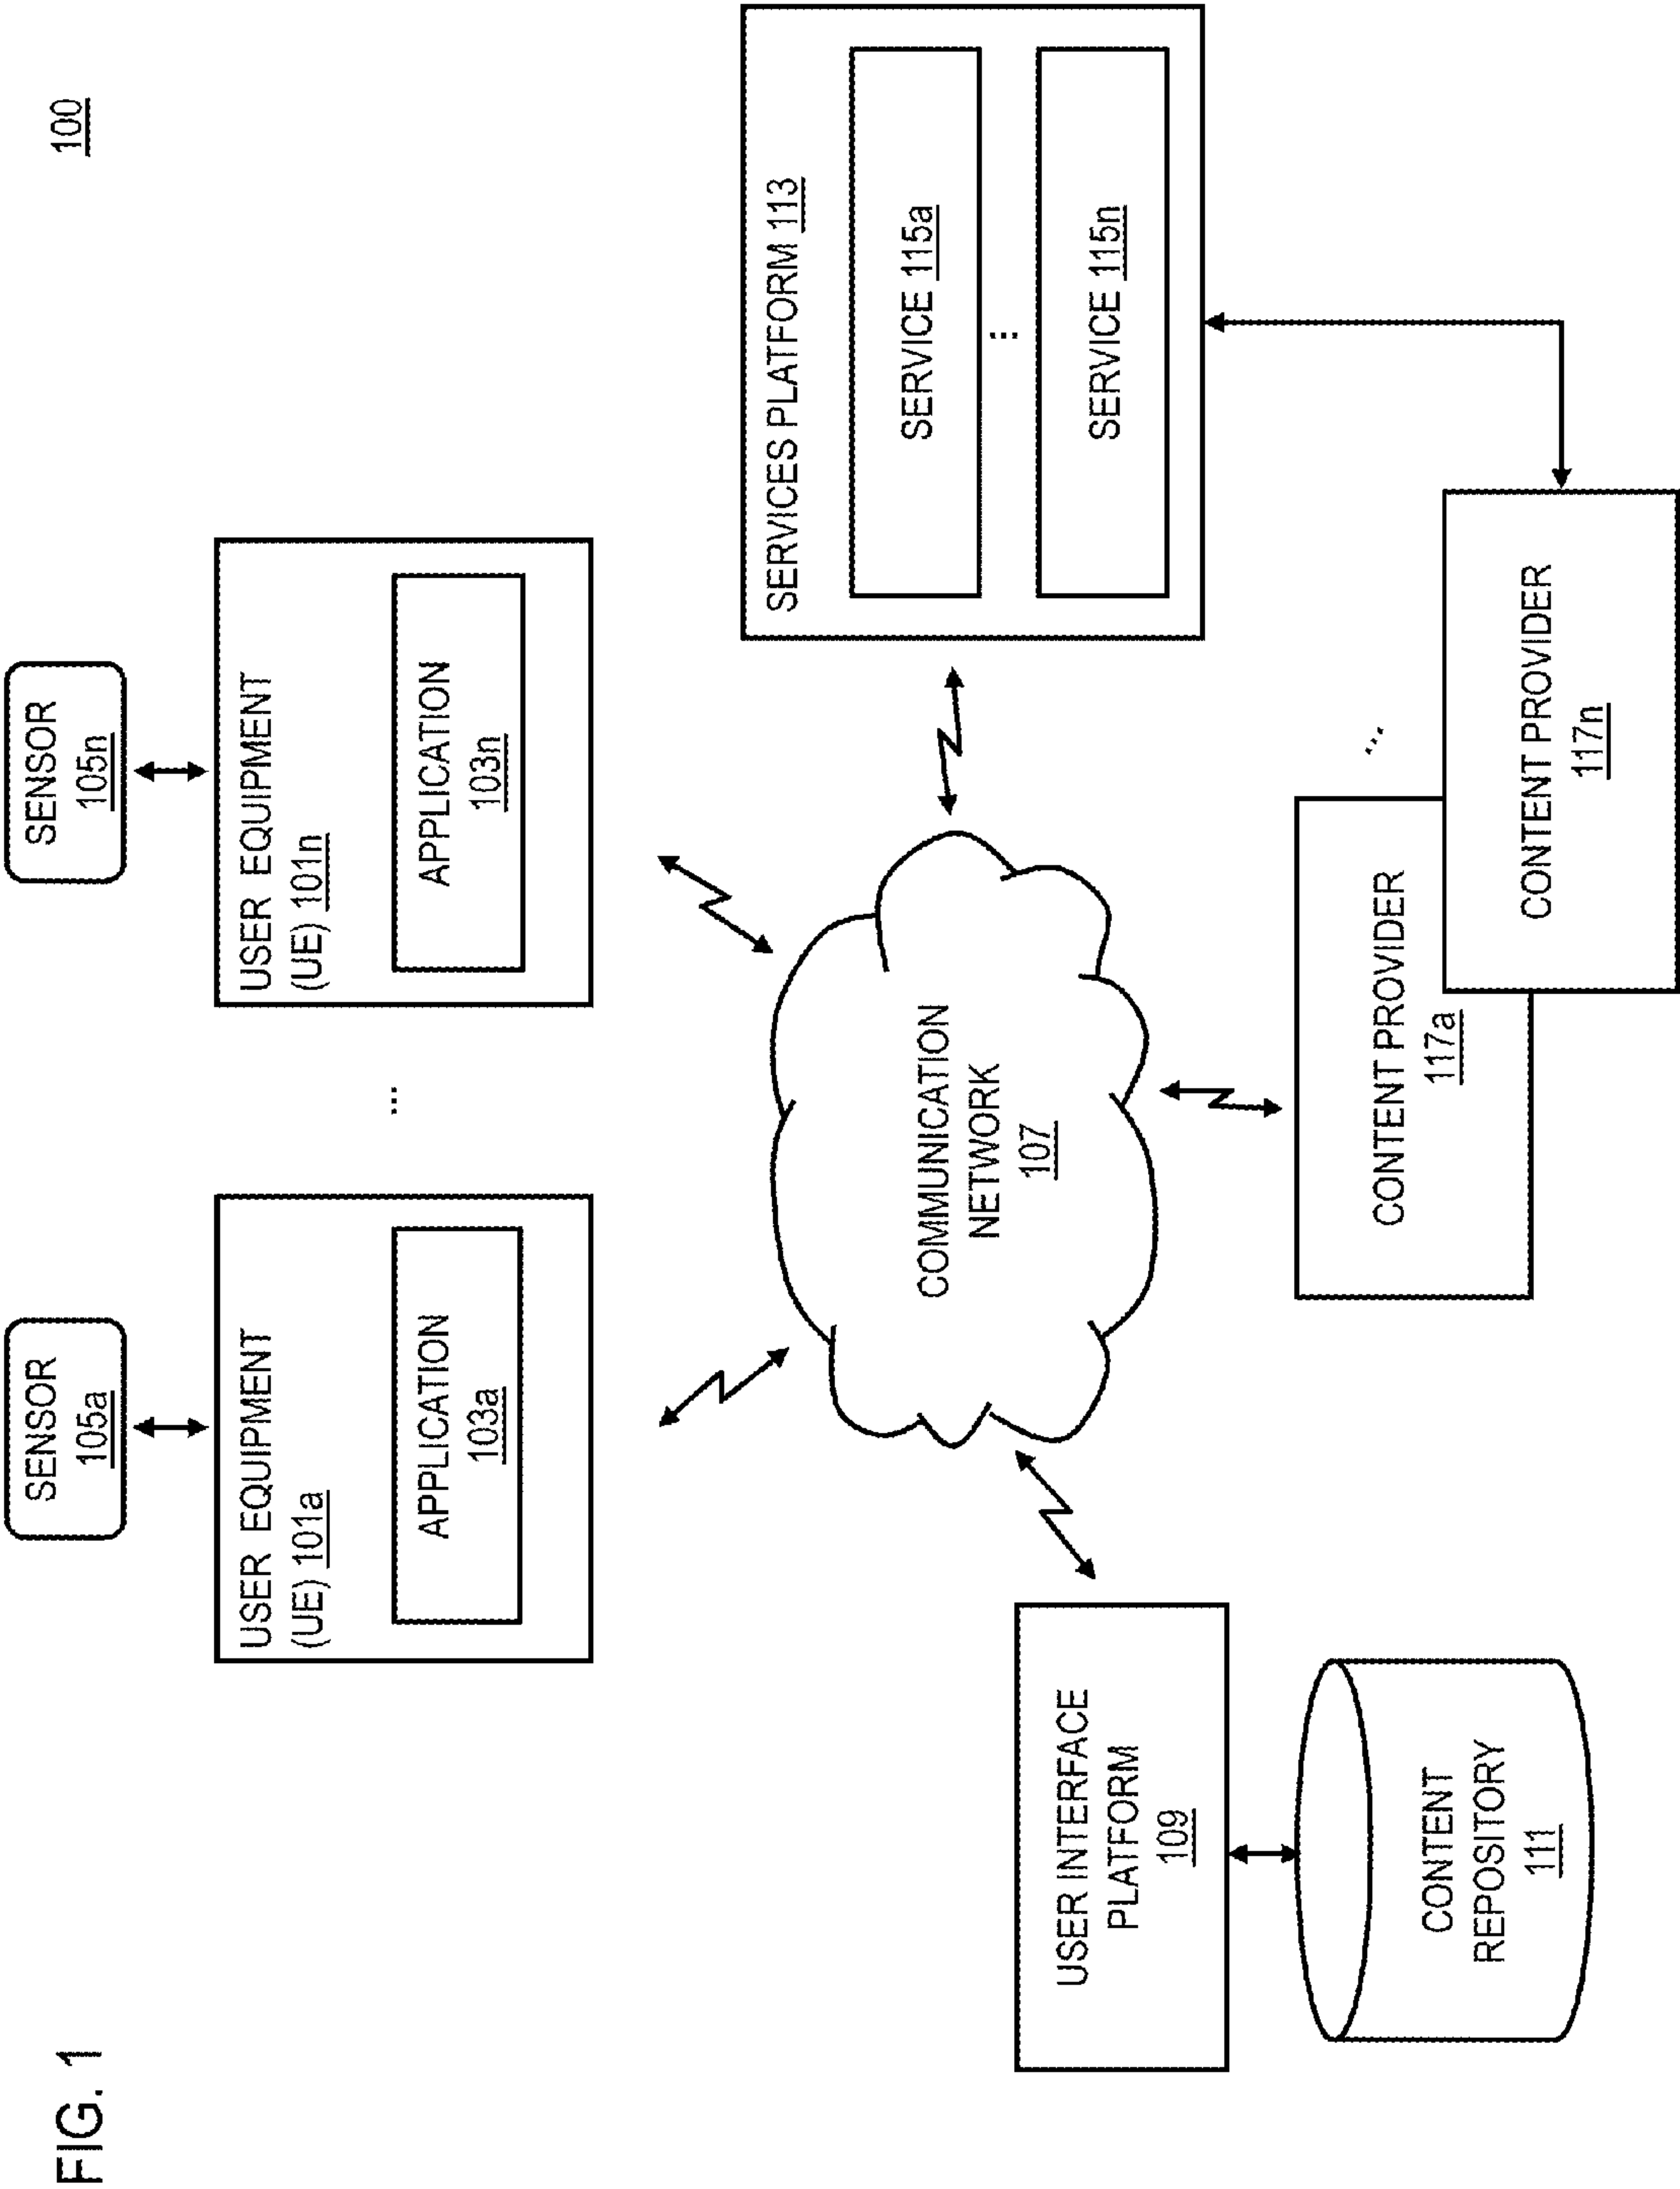 FIG. 1
100
SENSOR
105a
SENSOR
105n
USER EQUIPMENT
(UE) 101a
APPLICATION
103a
...
USER EQUIPMENT
(UE) 101n
APPLICATION
103n
COMMUNICATION
NETWORK
107
SERVICES PLATFORM 113
SERVICE 115a
...
SERVICE 115n
USER INTERFACE
PLATFORM
109
CONTENT
REPOSITORY
111
CONTENT PROVIDER
117a
...
CONTENT PROVIDER
117n